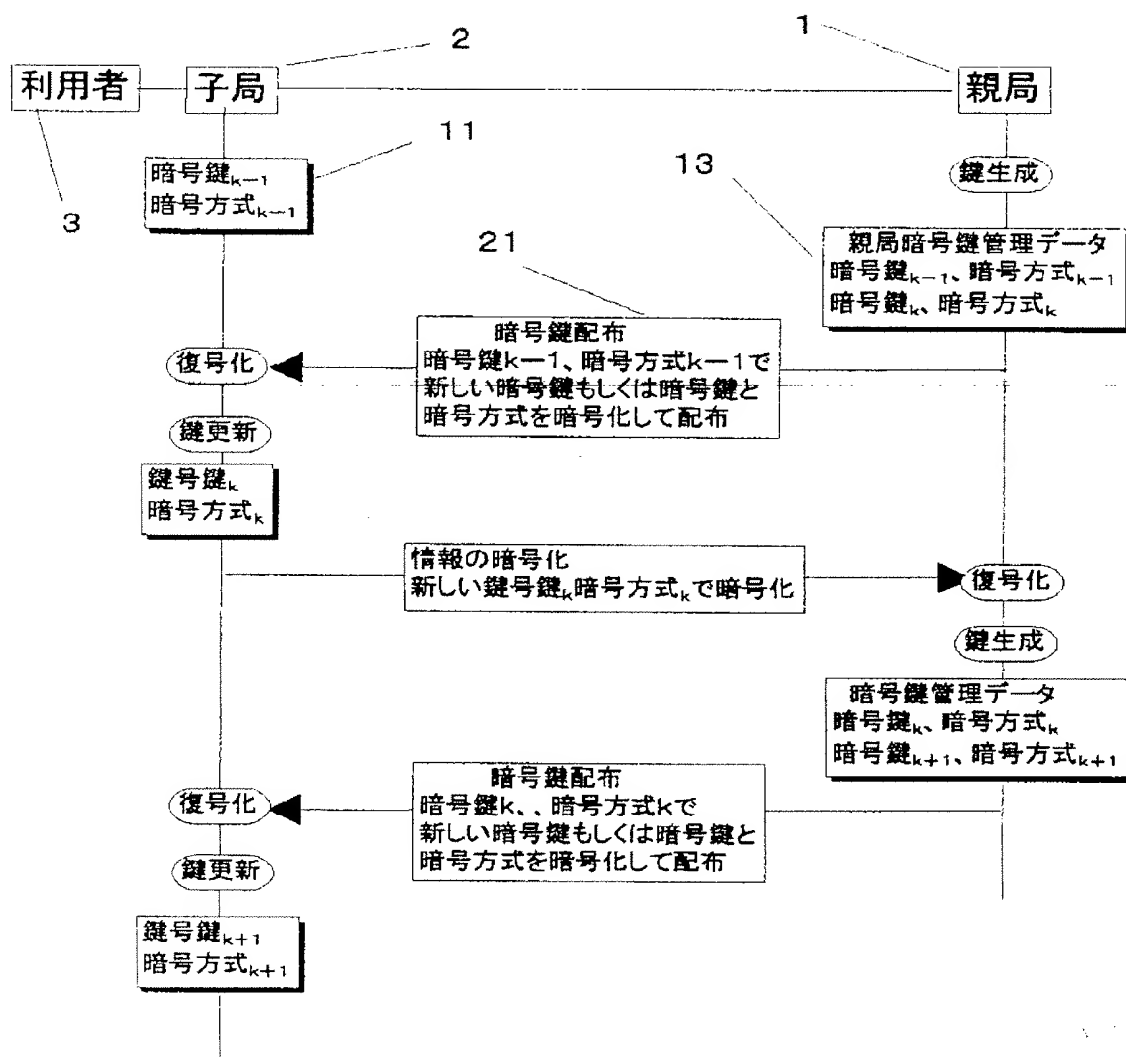 2
1
利用者
子局
親局
11
暗号鍵k-1
暗号方式k-1
3
13
鍵生成
親局暗号鍵管理データ
暗号鍵k-1、暗号方式k-1
暗号鍵k、暗号方式k
21
暗号鍵配布
暗号鍵k-1、暗号方式k-1で
新しい暗号鍵もしくは暗号鍵と
暗号方式を暗号化して配布
復号化
鍵更新
鍵号鍵k
暗号方式k
情報の暗号化
新しい鍵号鍵k暗号方式kで暗号化
復号化
鍵生成
暗号鍵管理データ
暗号鍵k、暗号方式k
暗号鍵k+1、暗号方式k+1
暗号鍵配布
暗号鍵k、、暗号方式kで
新しい暗号鍵もしくは暗号鍵と
暗号方式を暗号化して配布
復号化
鍵更新
鍵号鍵k+1
暗号方式k+1